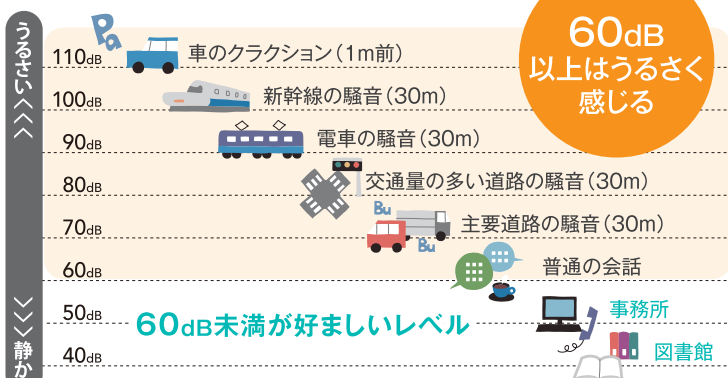 うるさい
Pa
60dB
以上はうるさく
感じる
110dB
車のクラクション（1m前）
100dB
新幹線の騒音（30m）
90dB
電車の騒音（30m）
80dB
交通量の多い道路の騒音（30m）
70dB
Bu
Bu
主要道路の騒音（30m）
60dB
普通の会話
50dB
60dB未満が好ましいレベル
事務所
静か
40dB
図書館